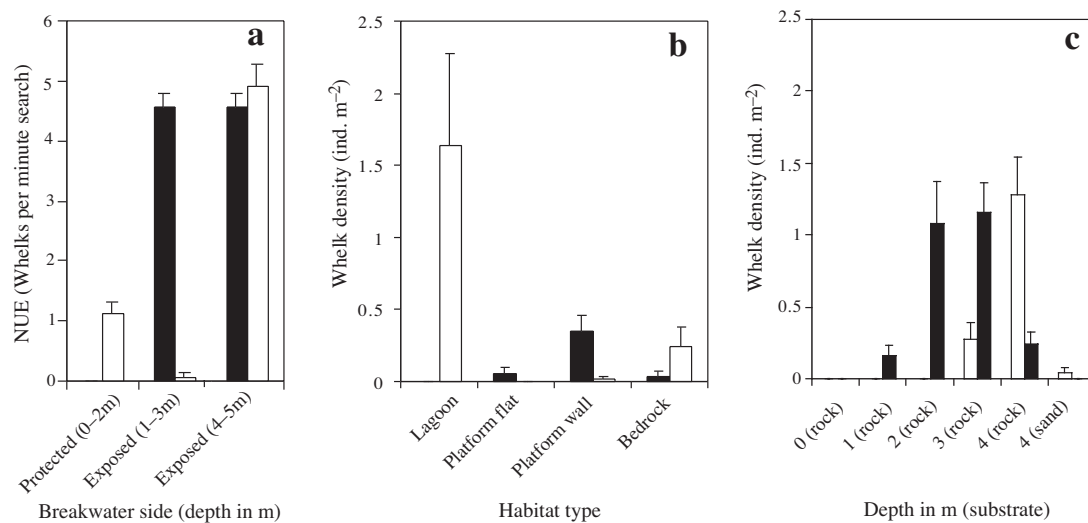 a
NUE (Whelks per minute search)
6
5
4
3
2
1
0
Protected (0–2m)
Exposed (1–3m)
Exposed (4–5m)
Breakwater side (depth in m)
b
Whelk density (ind. m–2)
2.5
2
1.5
1
0.5
0
Lagoon
Platform flat
Platform wall
Bedrock
Habitat type
c
Whelk density (ind. m–2)
2.5
2
1.5
1
0.5
0
0 (rock)
1 (rock)
2 (rock)
3 (rock)
4 (rock)
4 (sand)
Depth in m (substrate)